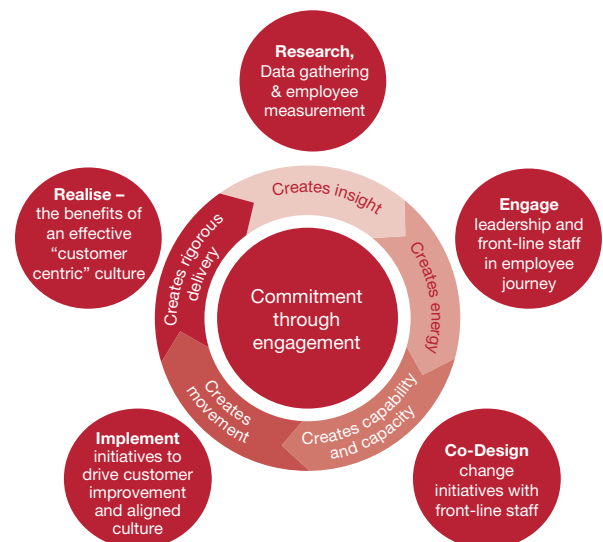 Research,
Data gathering
& employee
measurement
Engage
leadership and
front-line staff
in employee
journey
Co-Design
change
initiatives with
front-line staff
Implement
initiatives to
drive customer
improvement
and aligned
culture
Realise –
the benefits of
an effective
“customer
centric” culture
Creates insight
Creates energy
Creates capability
and capacity
Creates
movement
Creates rigorous
delivery
Commitment
through
engagement